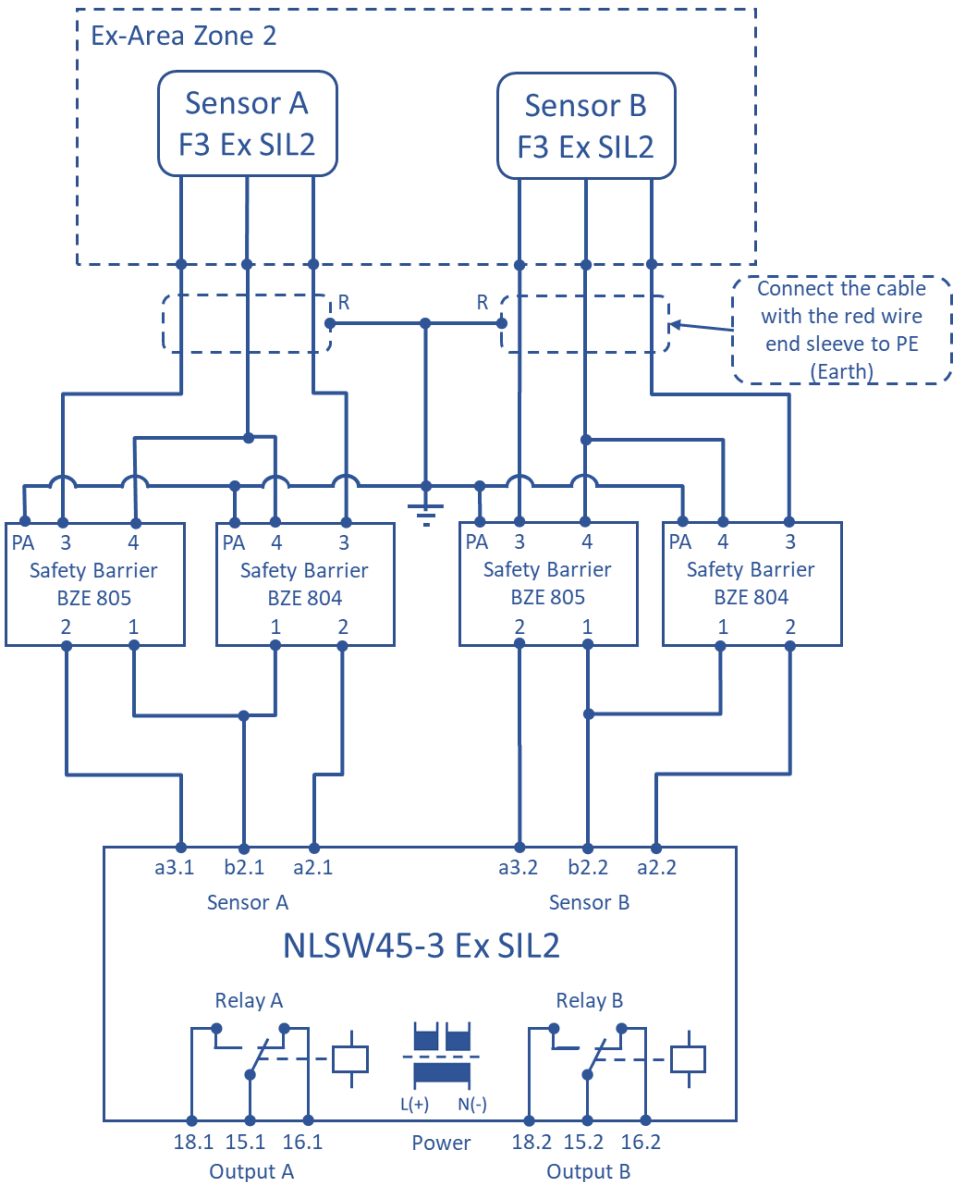 Ex-Area Zone 2
Sensor A
F3 Ex SIL2
Sensor B
F3 Ex SIL2
R
R
Connect the cable
with the red wire
end sleeve to PE
(Earth)
PA 3 4
Safety Barrier
BZE 805
2 1
PA 4 3
Safety Barrier
BZE 804
1 2
PA 3 4
Safety Barrier
BZE 805
2 1
PA 4 3
Safety Barrier
BZE 804
1 2
a3.1 b2.1 a2.1
Sensor A
a3.2 b2.2 a2.2
Sensor B
NLSW45-3 Ex SIL2
Relay A
Relay B
L(+) N(-)
18.1 15.1 16.1
Output A
Power
18.2 15.2 16.2
Output B